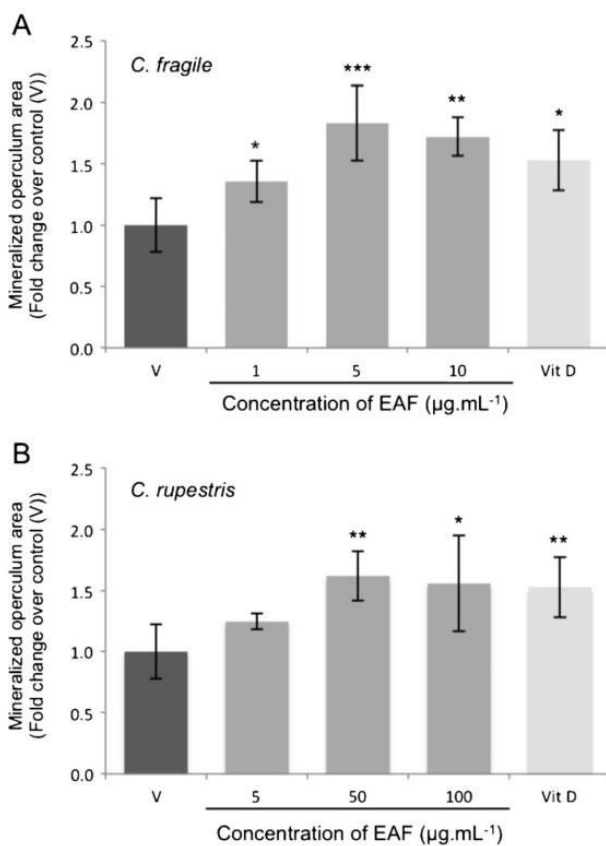 A
Mineralized operculum area
(Fold change over control (V))
2.5
2.0
1.5
1.0
0.5
0.0
C. fragile
*
***
**
*
V 1 5 10 Vit D
Concentration of EAF (µg.mL-1)
B
Mineralized operculum area
(Fold change over control (V))
2.5
2.0
1.5
1.0
0.5
0.0
C. rupestris
**
*
**
V 5 50 100 Vit D
Concentration of EAF (µg.mL-1)